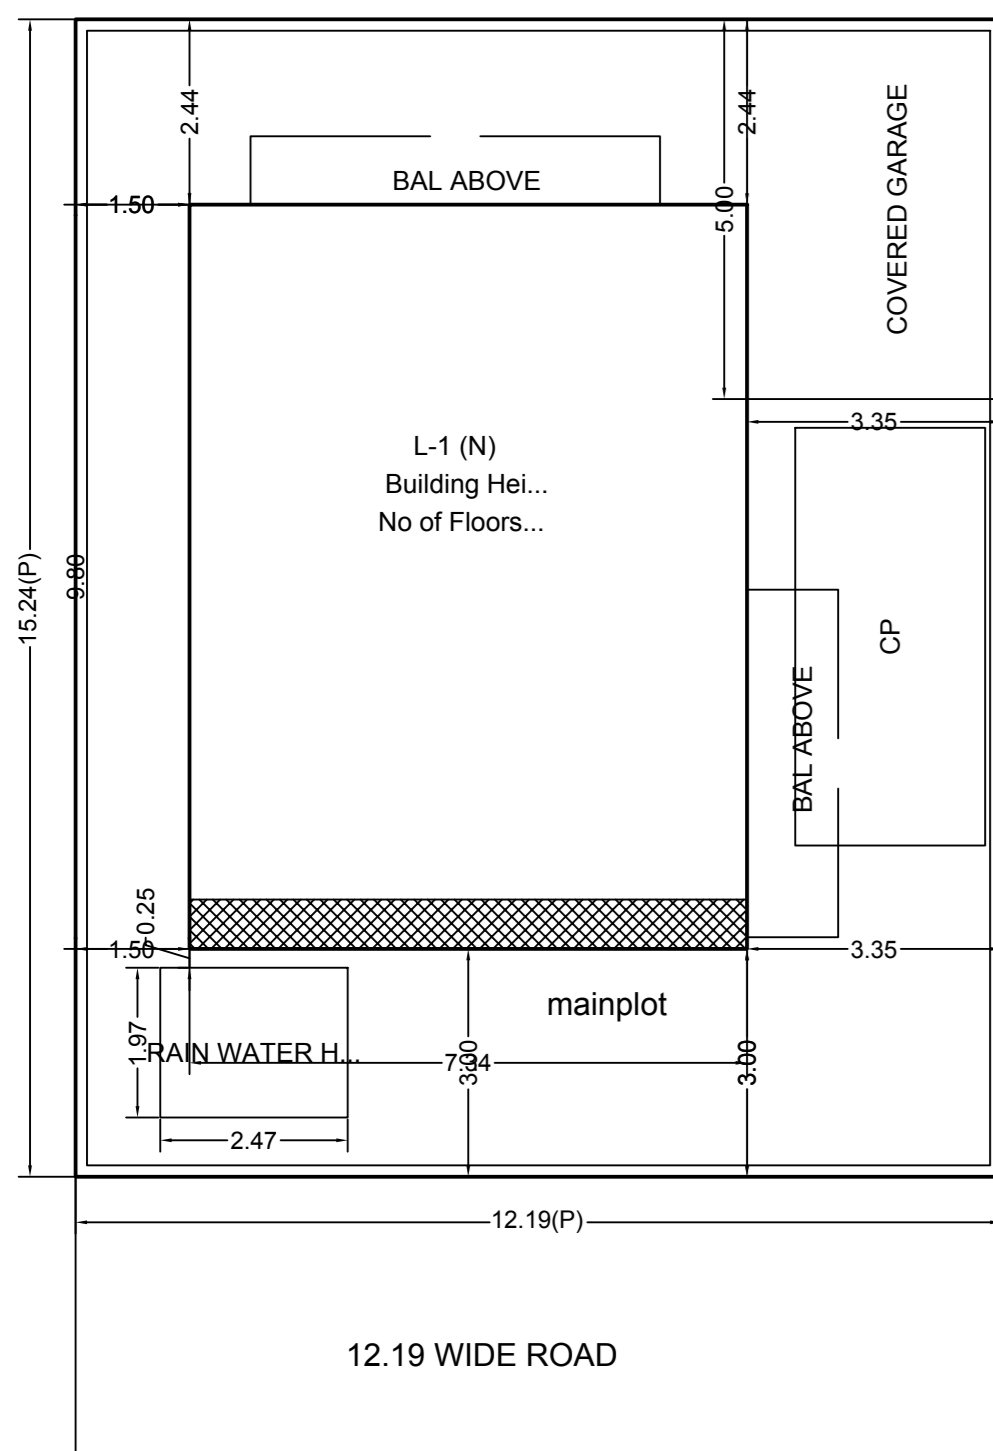 2.44
2.44
COVERED GARAGE
BAL ABOVE
1.50
5.00
3.35
L-1 (N)
Building Hei...
No of Floors...
15.24(P)
9.80
CP
BAL ABOVE
0.25
1.50
3.35
mainplot
1.97
RAIN WATER H...
7.34
3.00
3.00
2.47
12.19(P)
12.19 WIDE ROAD